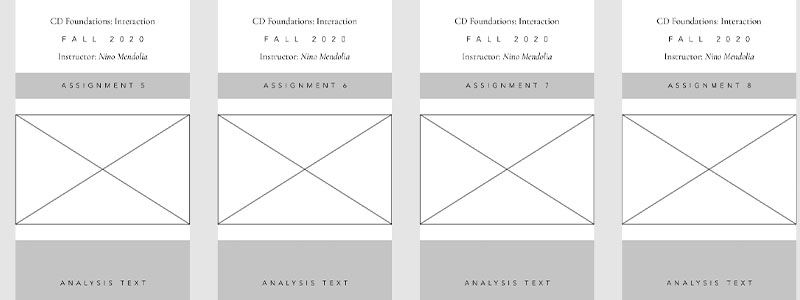 CD Foundations: Interaction
FALL 2020
Instructor: Nino Mendolia
ASSIGNMENT 5
ANALYSIS TEXT
CD Foundations: Interaction
FALL 2020
Instructor: Nino Mendolia
ASSIGNMENT 6
ANALYSIS TEXT
CD Foundations: Interaction
FALL 2020
Instructor: Nino Mendolia
ASSIGNMENT 7
ANALYSIS TEXT
CD Foundations: Interaction
FALL 2020
Instructor: Nino Mendolia
ASSIGNMENT 8
ANALYSIS TEXT